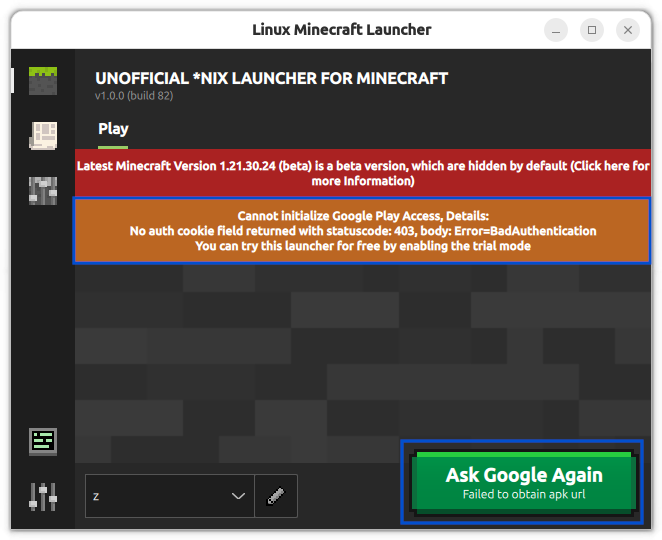 Linux Minecraft Launcher
UNOFFICIAL *NIX LAUNCHER FOR MINECRAFT
v1.0.0 (build 82)
Play
Latest Minecraft Version 1.21.30.24 (beta) is a beta version, which are hidden by default (Click here for
more Information)
Cannot initialize Google Play Access, Details:
No auth cookie field returned with statuscode: 403, body: Error=BadAuthentication
You can try this launcher for free by enabling the trial mode
z
Ask Google Again
Failed to obtain apk url